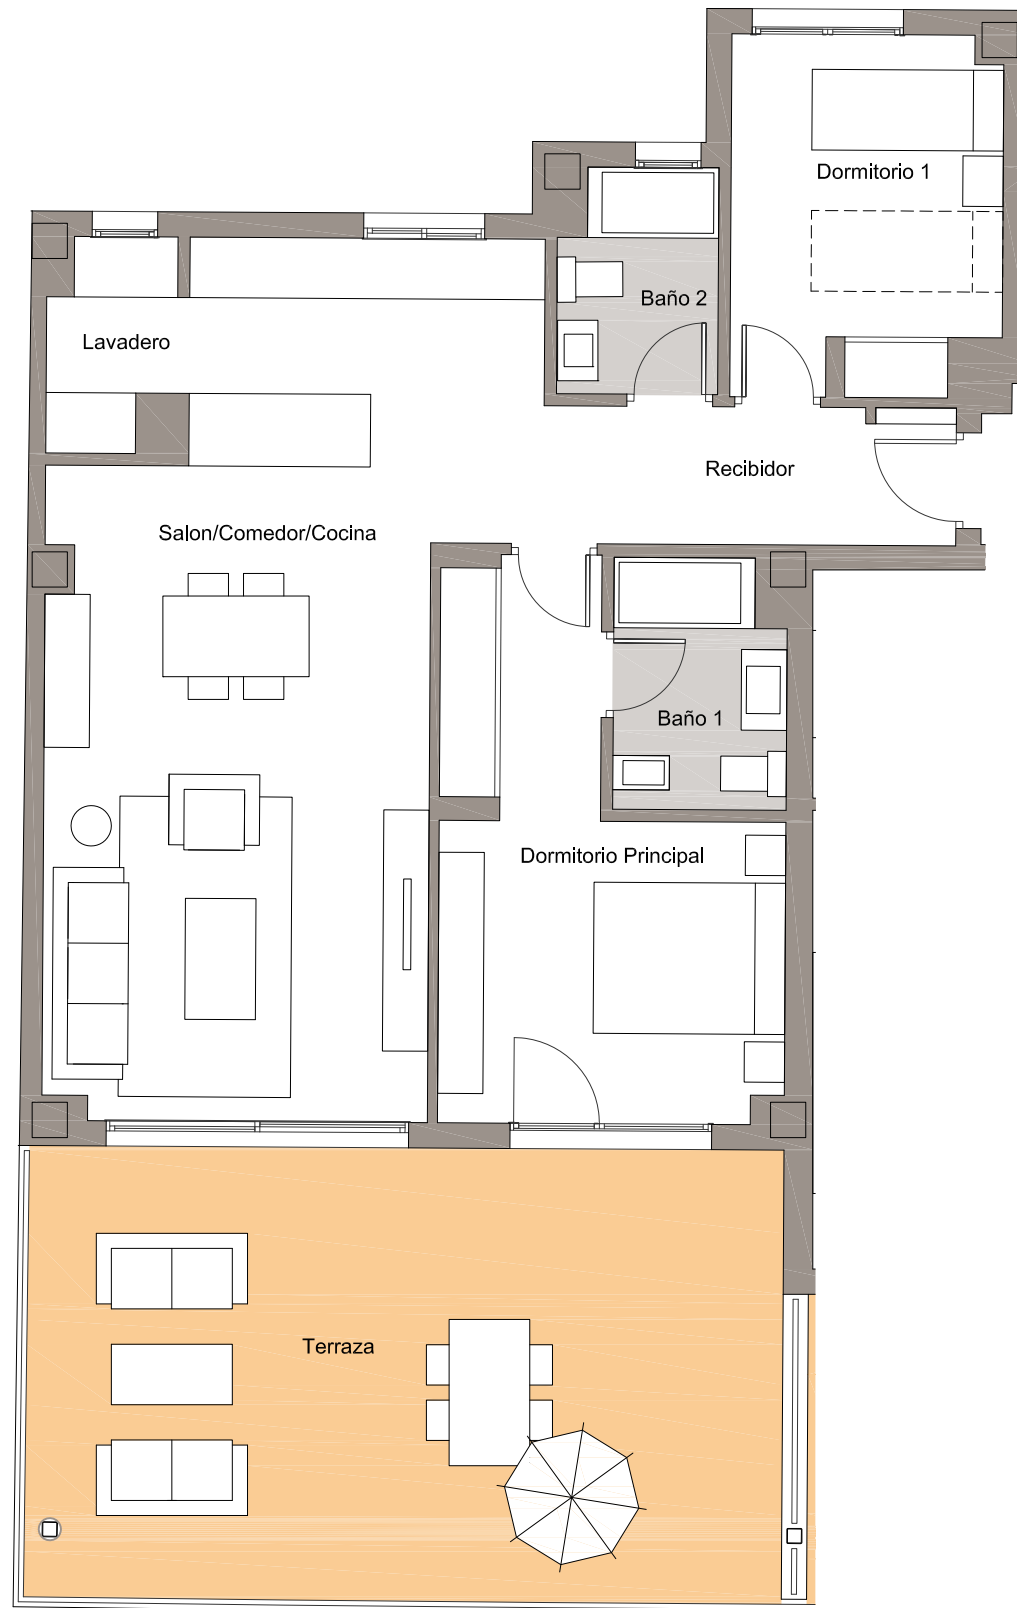 Dormitorio 1
Baño 2
Lavadero
Recibidor
Salon/Comedor/Cocina
Baño 1
Dormitorio Principal
Terraza